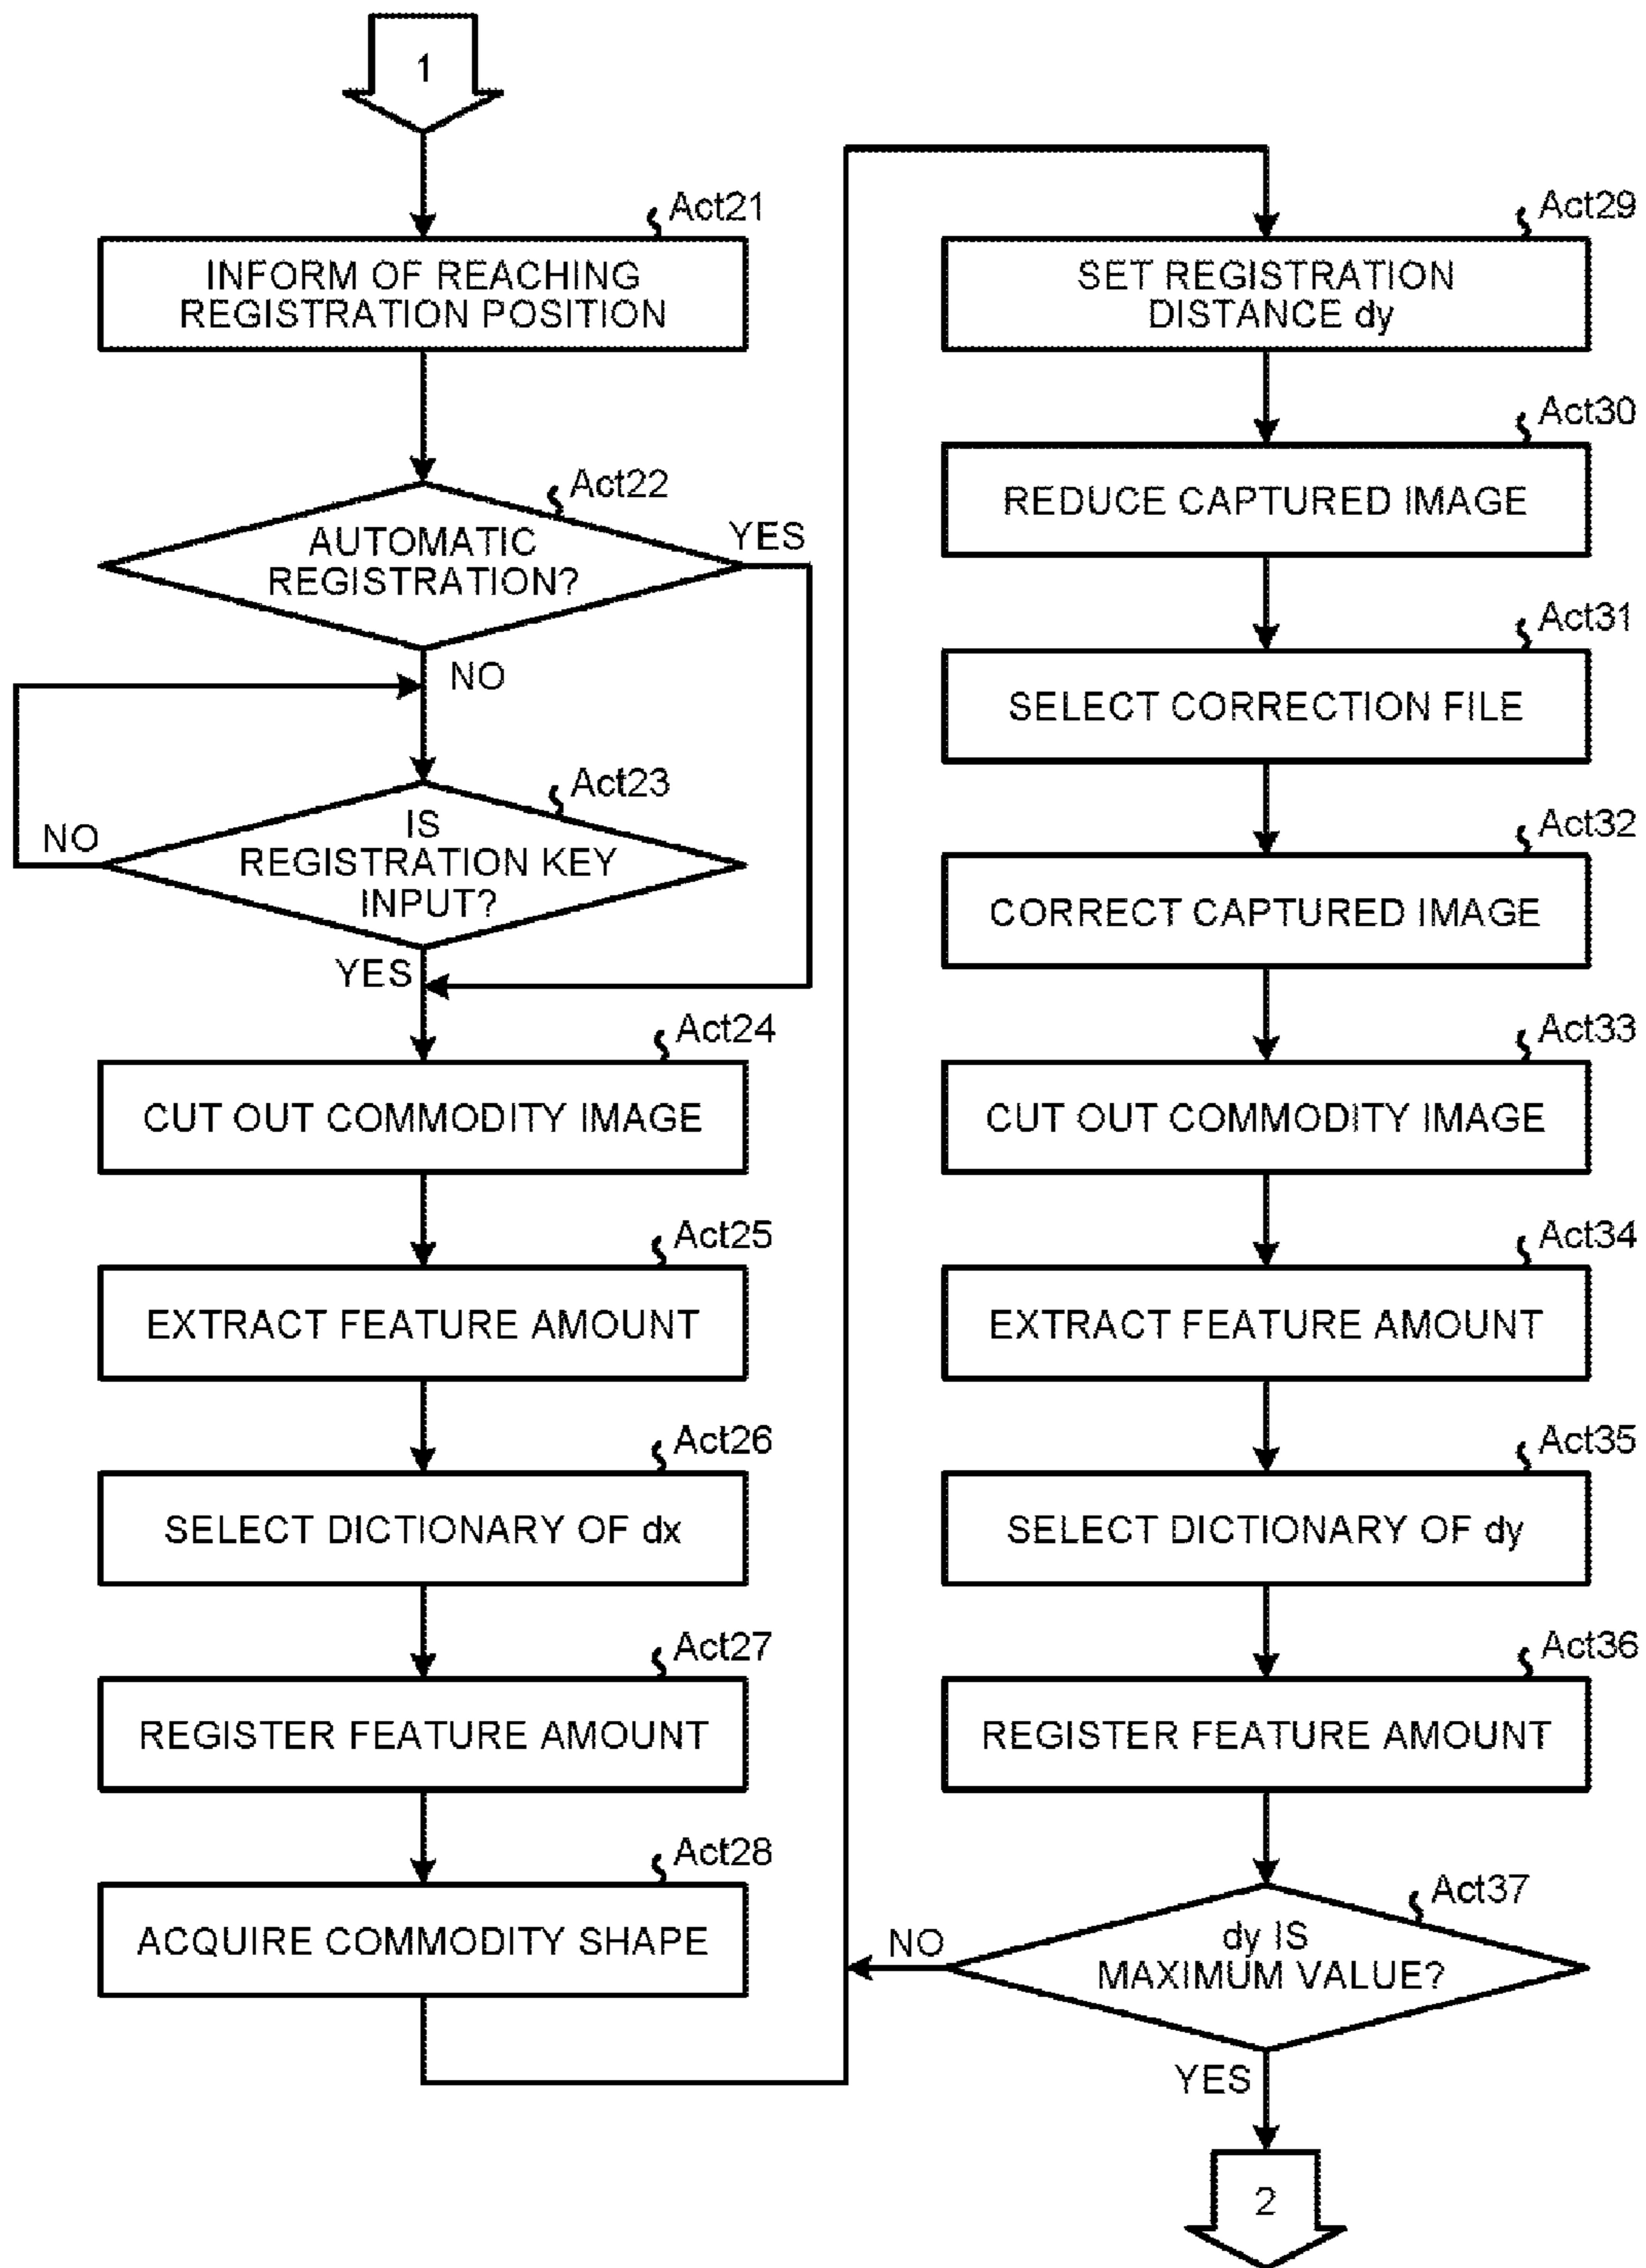 1
Act21
INFORM OF REACHING
REGISTRATION POSITION
Act22
AUTOMATIC
REGISTRATION?
YES
NO
Act23
IS
REGISTRATION KEY
INPUT?
NO
YES
Act24
CUT OUT COMMODITY IMAGE
Act25
EXTRACT FEATURE AMOUNT
Act26
SELECT DICTIONARY OF dx
Act27
REGISTER FEATURE AMOUNT
Act28
ACQUIRE COMMODITY SHAPE
Act29
SET REGISTRATION
DISTANCE dy
Act30
REDUCE CAPTURED IMAGE
Act31
SELECT CORRECTION FILE
Act32
CORRECT CAPTURED IMAGE
Act33
CUT OUT COMMODITY IMAGE
Act34
EXTRACT FEATURE AMOUNT
Act35
SELECT DICTIONARY OF dy
Act36
REGISTER FEATURE AMOUNT
Act37
dy IS
MAXIMUM VALUE?
NO
YES
2